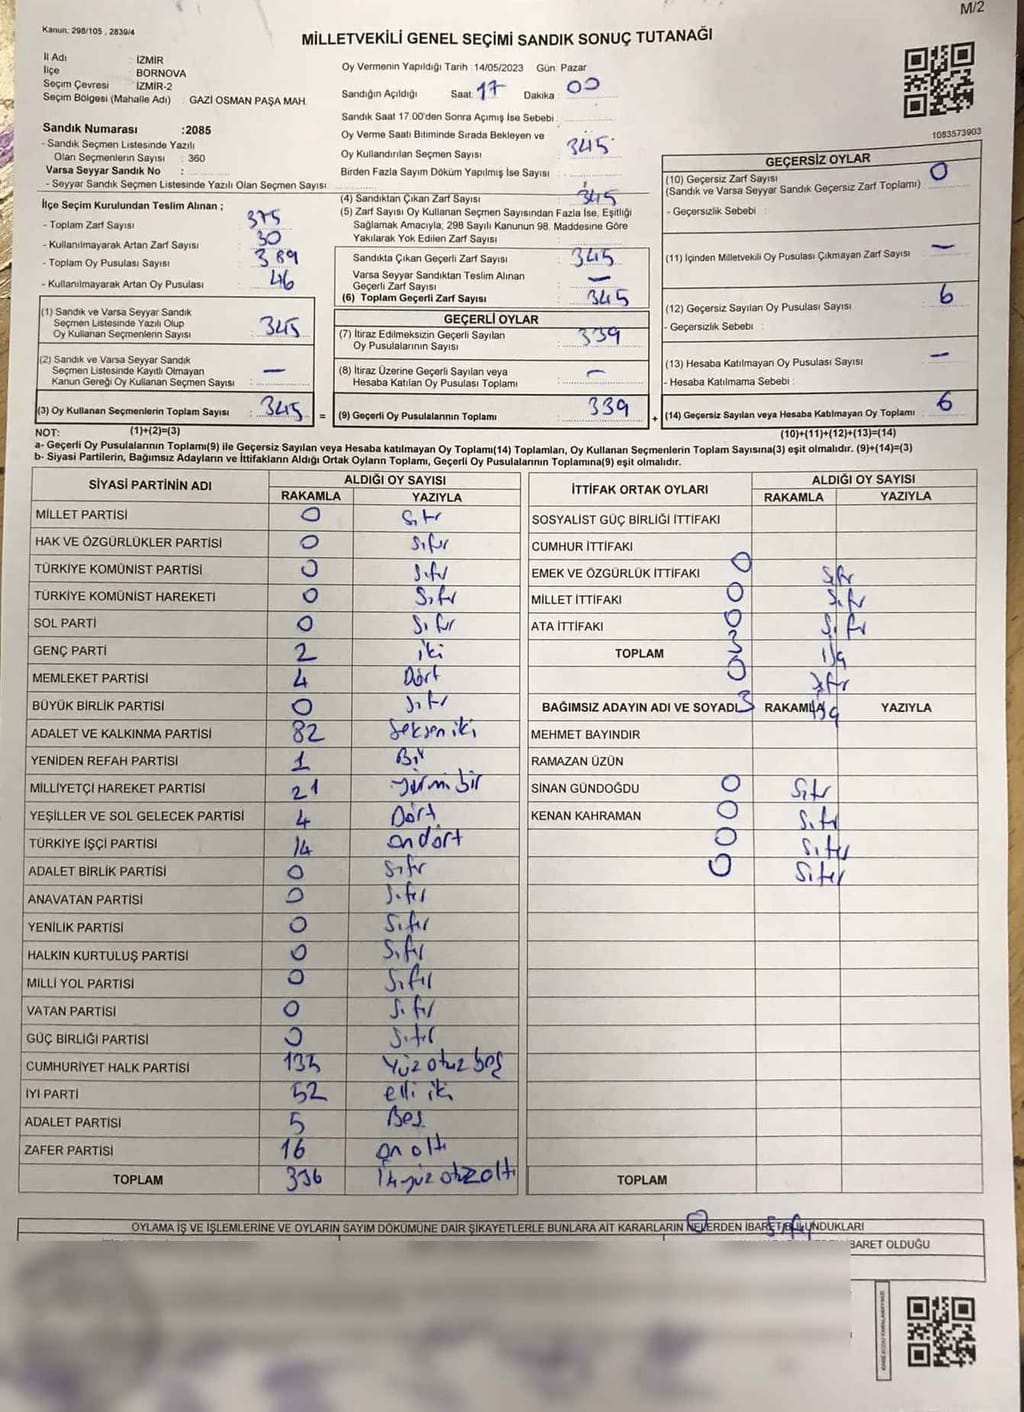 M/2
Kanun: 298/105 , 2839/4
MİLLETVEKİLİ GENEL SEÇİMİ SANDIK SONUÇ TUTANAĞI
İl Adı : İZMİR
İlçe : BORNOVA
Seçim Çevresi : İZMİR-2
Seçim Bölgesi (Mahalle Adı) : GAZİ OSMAN PAŞA MAH.
Sandık Numarası :2085
- Sandık Seçmen Listesinde Yazılı
Olan Seçmenlerin Sayısı : 360
Varsa Seyyar Sandık No :
- Seyyar Sandık Seçmen Listesinde Yazılı Olan Seçmen Sayısı :
Oy Vermenin Yapıldığı Tarih :14/05/2023 Gün: Pazar
Sandığın Açıldığı Saat: 17 Dakika : 00
Sandık Saat 17.00'den Sonra Açımış İse Sebebi :
Oy Verme Saati Bitiminde Sırada Bekleyen ve
Oy Kullandırılan Seçmen Sayısı : 345
Birden Fazla Sayım Döküm Yapılmış İse Sayısı :
1083573903
İlçe Seçim Kurulundan Teslim Alınan ;
- Toplam Zarf Sayısı : 375
- Kullanılmayarak Artan Zarf Sayısı : 30
- Toplam Oy Pusulası Sayısı : 389
- Kullanılmayarak Artan Oy Pusulası : 46
(1) Sandık ve Varsa Seyyar Sandık
Seçmen Listesinde Yazılı Olup
Oy Kullanan Seçmenlerin Sayısı : 345
(2) Sandık ve Varsa Seyyar Sandık
Seçmen Listesinde Kayıtlı Olmayan
Kanun Gereği Oy Kullanan Seçmen Sayısı : —
(3) Oy Kullanan Seçmenlerin Toplam Sayısı : 345 =
(1)+(2)=(3)
(4) Sandıktan Çıkan Zarf Sayısı : 345
(5) Zarf Sayısı Oy Kullanan Seçmen Sayısından Fazla İse, Eşitliği
Sağlamak Amacıyla; 298 Sayılı Kanunun 98. Maddesine Göre
Yakılarak Yok Edilen Zarf Sayısı :
Sandıkta Çıkan Geçerli Zarf Sayısı : 345
Varsa Seyyar Sandıktan Teslim Alınan
Geçerli Zarf Sayısı : —
(6) Toplam Geçerli Zarf Sayısı : 345
GEÇERLİ OYLAR
(7) İtiraz Edilmeksizin Geçerli Sayılan
Oy Pusulalarının Sayısı : 339
(8) İtiraz Üzerine Geçerli Sayılan veya
Hesaba Katılan Oy Pusulası Toplamı : —
(9) Geçerli Oy Pusulalarının Toplamı : 339 +
GEÇERSİZ OYLAR
(10) Geçersiz Zarf Sayısı : 0
(Sandık ve Varsa Seyyar Sandık Geçersiz Zarf Toplamı)
- Geçersizlik Sebebi :
(11) İçinden Milletvekili Oy Pusulası Çıkmayan Zarf Sayısı : —
(12) Geçersiz Sayılan Oy Pusulası Sayısı : 6
- Geçersizlik Sebebi :
(13) Hesaba Katılmayan Oy Pusulası Sayısı : —
- Hesaba Katılmama Sebebi :
(14) Geçersiz Sayılan veya Hesaba Katılmayan Oy Toplamı : 6
(10)+(11)+(12)+(13)=(14)
NOT:
a- Geçerli Oy Pusulalarının Toplamı(9) ile Geçersiz Sayılan veya Hesaba katılmayan Oy Toplamı(14) Toplamları, Oy Kullanan Seçmenlerin Toplam Sayısına(3) eşit olmalıdır. (9)+(14)=(3)
b- Siyasi Partilerin, Bağımsız Adayların ve İttifakların Aldığı Ortak Oyların Toplamı, Geçerli Oy Pusulalarının Toplamına(9) eşit olmalıdır.
SİYASİ PARTİNİN ADI ALDIĞI OY SAYISI
RAKAMLA YAZIYLA
MİLLET PARTİSİ 0 Sıfır
HAK VE ÖZGÜRLÜKLER PARTİSİ 0 Sıfır
TÜRKİYE KOMÜNİST PARTİSİ 0 Sıfır
TÜRKİYE KOMÜNİST HAREKETİ 0 Sıfır
SOL PARTİ 0 Sıfır
GENÇ PARTİ 2 iki
MEMLEKET PARTİSİ 4 Dört
BÜYÜK BİRLİK PARTİSİ 0 Sıfır
ADALET VE KALKINMA PARTİSİ 82 Seksen iki
YENİDEN REFAH PARTİSİ 1 Bir
MİLLİYETÇİ HAREKET PARTİSİ 21 yirmi bir
YEŞİLLER VE SOL GELECEK PARTİSİ 4 Dört
TÜRKİYE İŞÇİ PARTİSİ 14 ondört
ADALET BİRLİK PARTİSİ 0 Sıfır
ANAVATAN PARTİSİ 0 Sıfır
YENİLİK PARTİSİ 0 Sıfır
HALKIN KURTULUŞ PARTİSİ 0 Sıfır
MİLLİ YOL PARTİSİ 0 Sıfır
VATAN PARTİSİ 0 Sıfır
GÜÇ BİRLİĞİ PARTİSİ 0 Sıfır
CUMHURİYET HALK PARTİSİ 135 Yüz otuz beş
İYİ PARTİ 52 elli iki
ADALET PARTİSİ 5 Beş
ZAFER PARTİSİ 16 On altı
TOPLAM 336 üçyüz otuzaltı
İTTİFAK ORTAK OYLARI ALDIĞI OY SAYISI
RAKAMLA YAZIYLA
SOSYALİST GÜÇ BİRLİĞİ İTTİFAKI
CUMHUR İTTİFAKI
EMEK VE ÖZGÜRLÜK İTTİFAKI 0 Sıfır
MİLLET İTTİFAKI 0 Sıfır
ATA İTTİFAKI 0 Sıfır
TOPLAM 3 Üç
0 Sıfır
BAĞIMSIZ ADAYIN ADI VE SOYADI 3 RAKAMLA Üç YAZIYLA
MEHMET BAYINDIR
RAMAZAN ÜZÜN
SİNAN GÜNDOĞDU 0 Sıfır
KENAN KAHRAMAN 0 Sıfır
0 Sıfır
0 Sıfır
TOPLAM
OYLAMA İŞ VE İŞLEMLERİNE VE OYLARIN SAYIM DÖKÜMÜNE DAİR ŞİKAYETLERLE BUNLARA AİT KARARLARIN NELERDEN İBARET BULUNDUKLARI
İBARET OLDUĞU